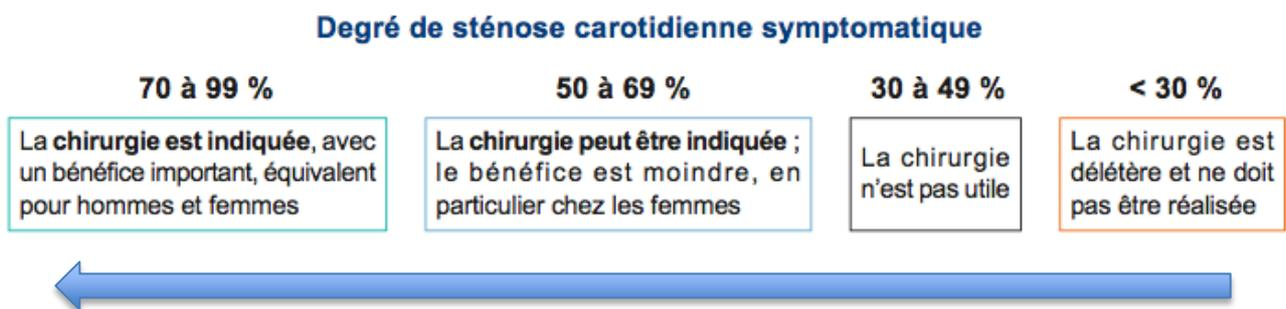 Degré de sténose carotidienne symptomatique
70 à 99 %
La chirurgie est indiquée, avec
un bénéfice important, équivalent
pour hommes et femmes
50 à 69 %
La chirurgie peut être indiquée ;
le bénéfice est moindre, en
particulier chez les femmes
30 à 49 %
La chirurgie
n'est pas utile
< 30 %
La chirurgie est
délétère et ne doit
pas être réalisée